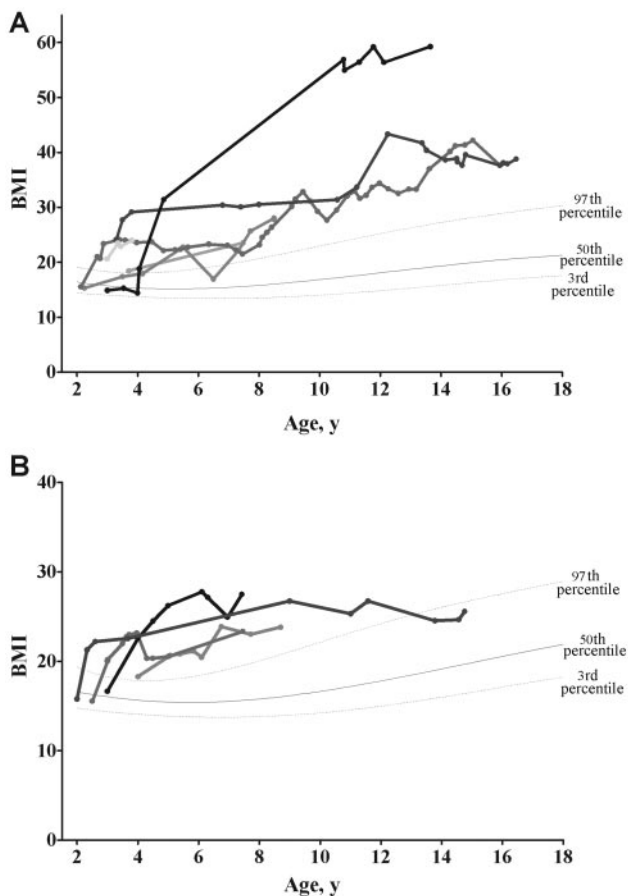 A
60
50
40
30
20
10
0
BMI
97th
percentile
50th
percentile
3rd
percentile
2 4 6 8 10 12 14 16 18
Age, y
B
40
30
20
10
0
BMI
97th
percentile
50th
percentile
3rd
percentile
2 4 6 8 10 12 14 16 18
Age, y